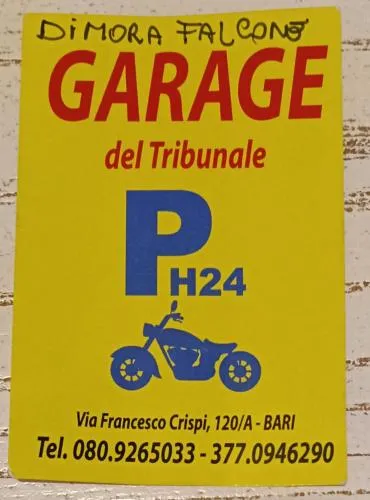 DIMORA FALCONE
GARAGE
del Tribunale
P H24
Via Francesco Crispi, 120/A - BARI
Tel. 080.9265033 - 377.0946290